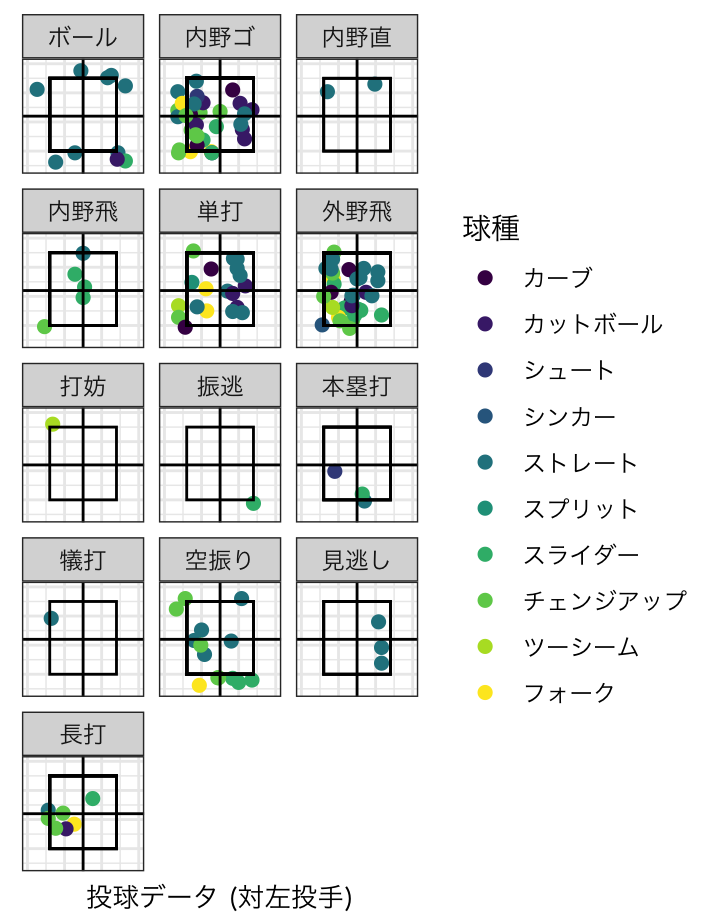 ボール
内野ゴ
内野直
内野飛
単打
外野飛
打妨
振逃
本塁打
犠打
空振り
見逃し
長打
球種
カーブ
カットボール
シュート
シンカー
ストレート
スプリット
スライダー
チェンジアップ
ツーシーム
フォーク
投球データ (対左投手)